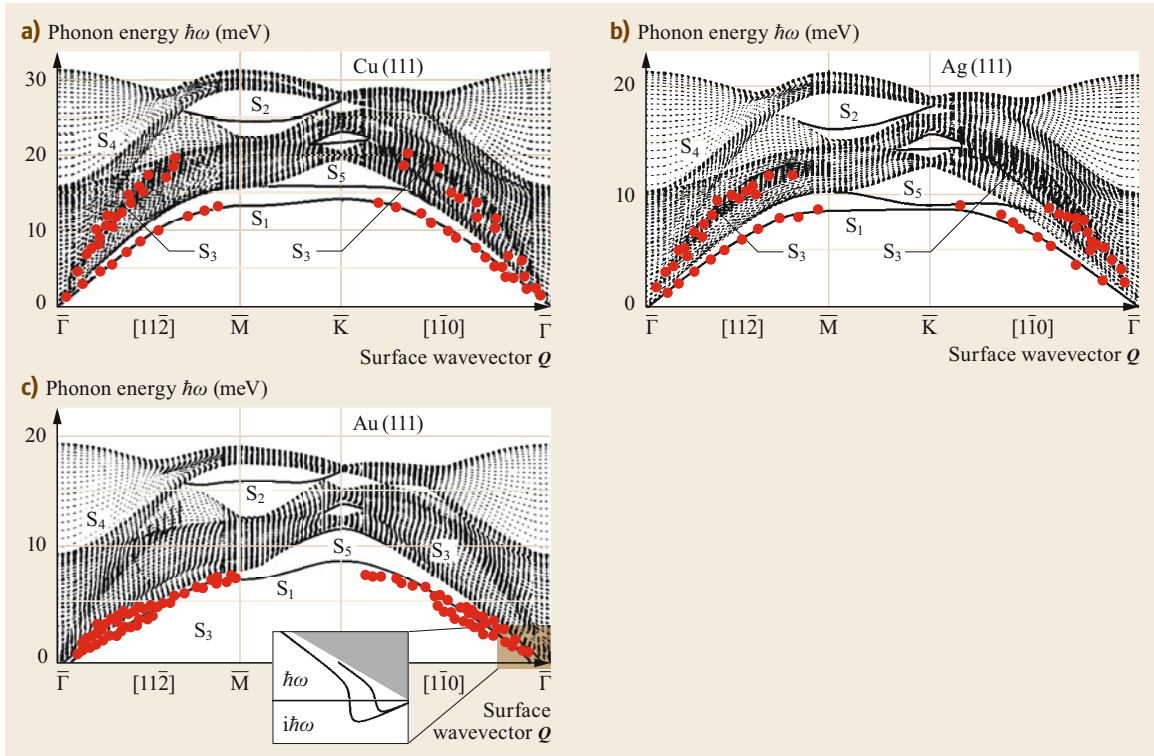 a) Phonon energy ℏω (meV)
Cu (111)
30
20
10
0
S₂
S₄
S₅
S₁
S₃
S₃
Γ̅ [112̅] M̅ K̅ [11̅0] Γ̅
Surface wavevector Q
b) Phonon energy ℏω (meV)
Ag (111)
20
10
0
S₂
S₄
S₅
S₁
S₃
S₃
Γ̅ [112̅] M̅ K̅ [11̅0] Γ̅
Surface wavevector Q
c) Phonon energy ℏω (meV)
Au (111)
20
10
0
S₂
S₄
S₅
S₃
S₁
S₃
ℏω
iℏω
Γ̅ [112̅] M̅ [11̅0] Γ̅
Surface
wavevector Q